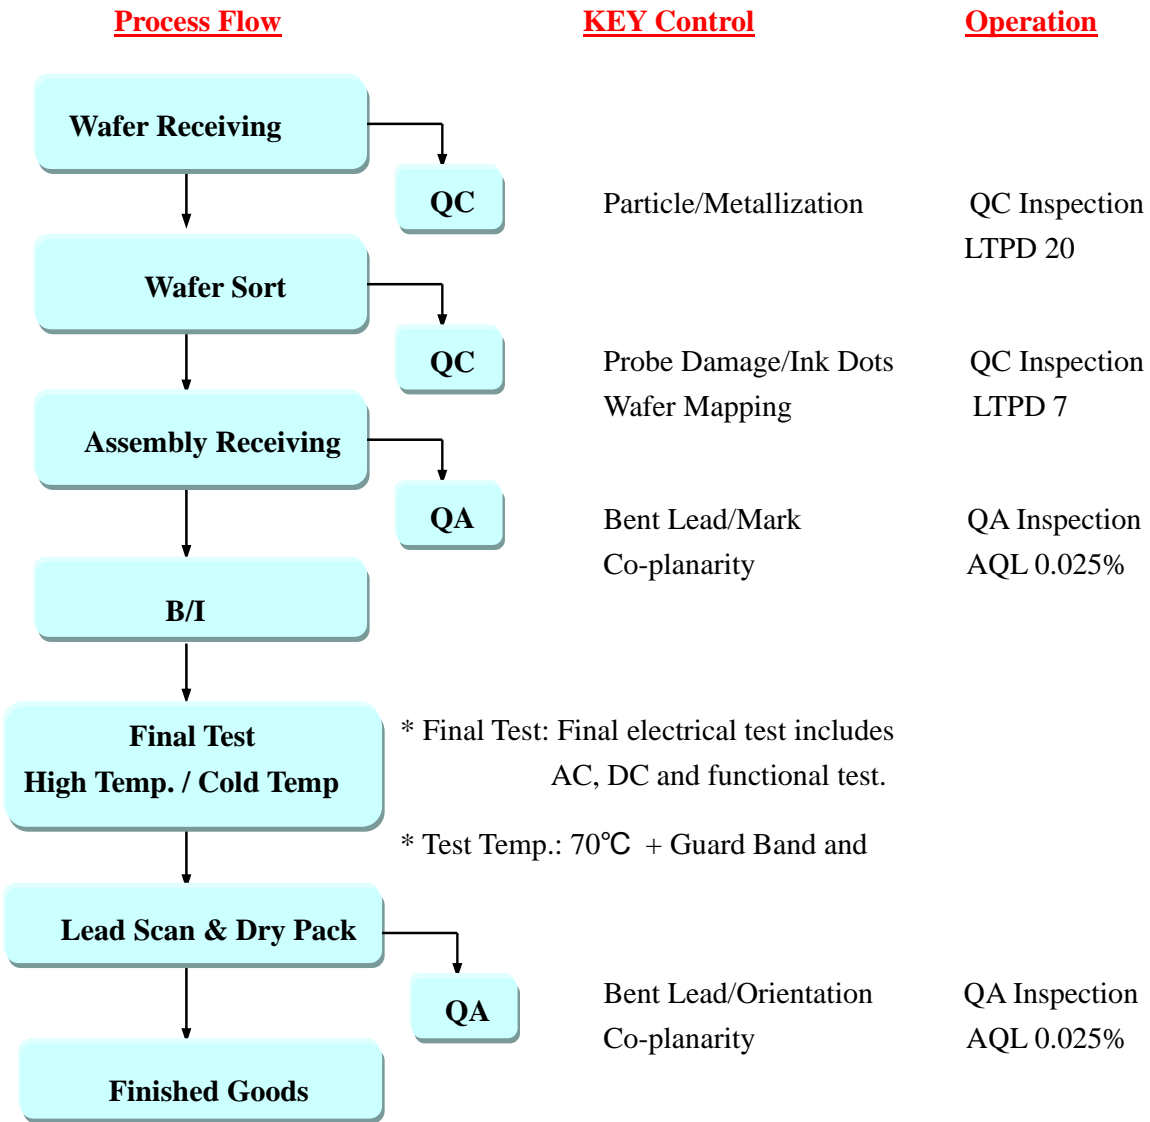 Process Flow KEY Control Operation
Wafer Receiving
QC Particle/Metallization QC Inspection
LTPD 20
Wafer Sort
QC Probe Damage/Ink Dots QC Inspection
Wafer Mapping LTPD 7
Assembly Receiving
QA Bent Lead/Mark QA Inspection
Co-planarity AQL 0.025%
B/I
Final Test
High Temp. / Cold Temp
* Final Test: Final electrical test includes
AC, DC and functional test.
* Test Temp.: 70℃ + Guard Band and
Lead Scan & Dry Pack
QA Bent Lead/Orientation QA Inspection
Co-planarity AQL 0.025%
Finished Goods